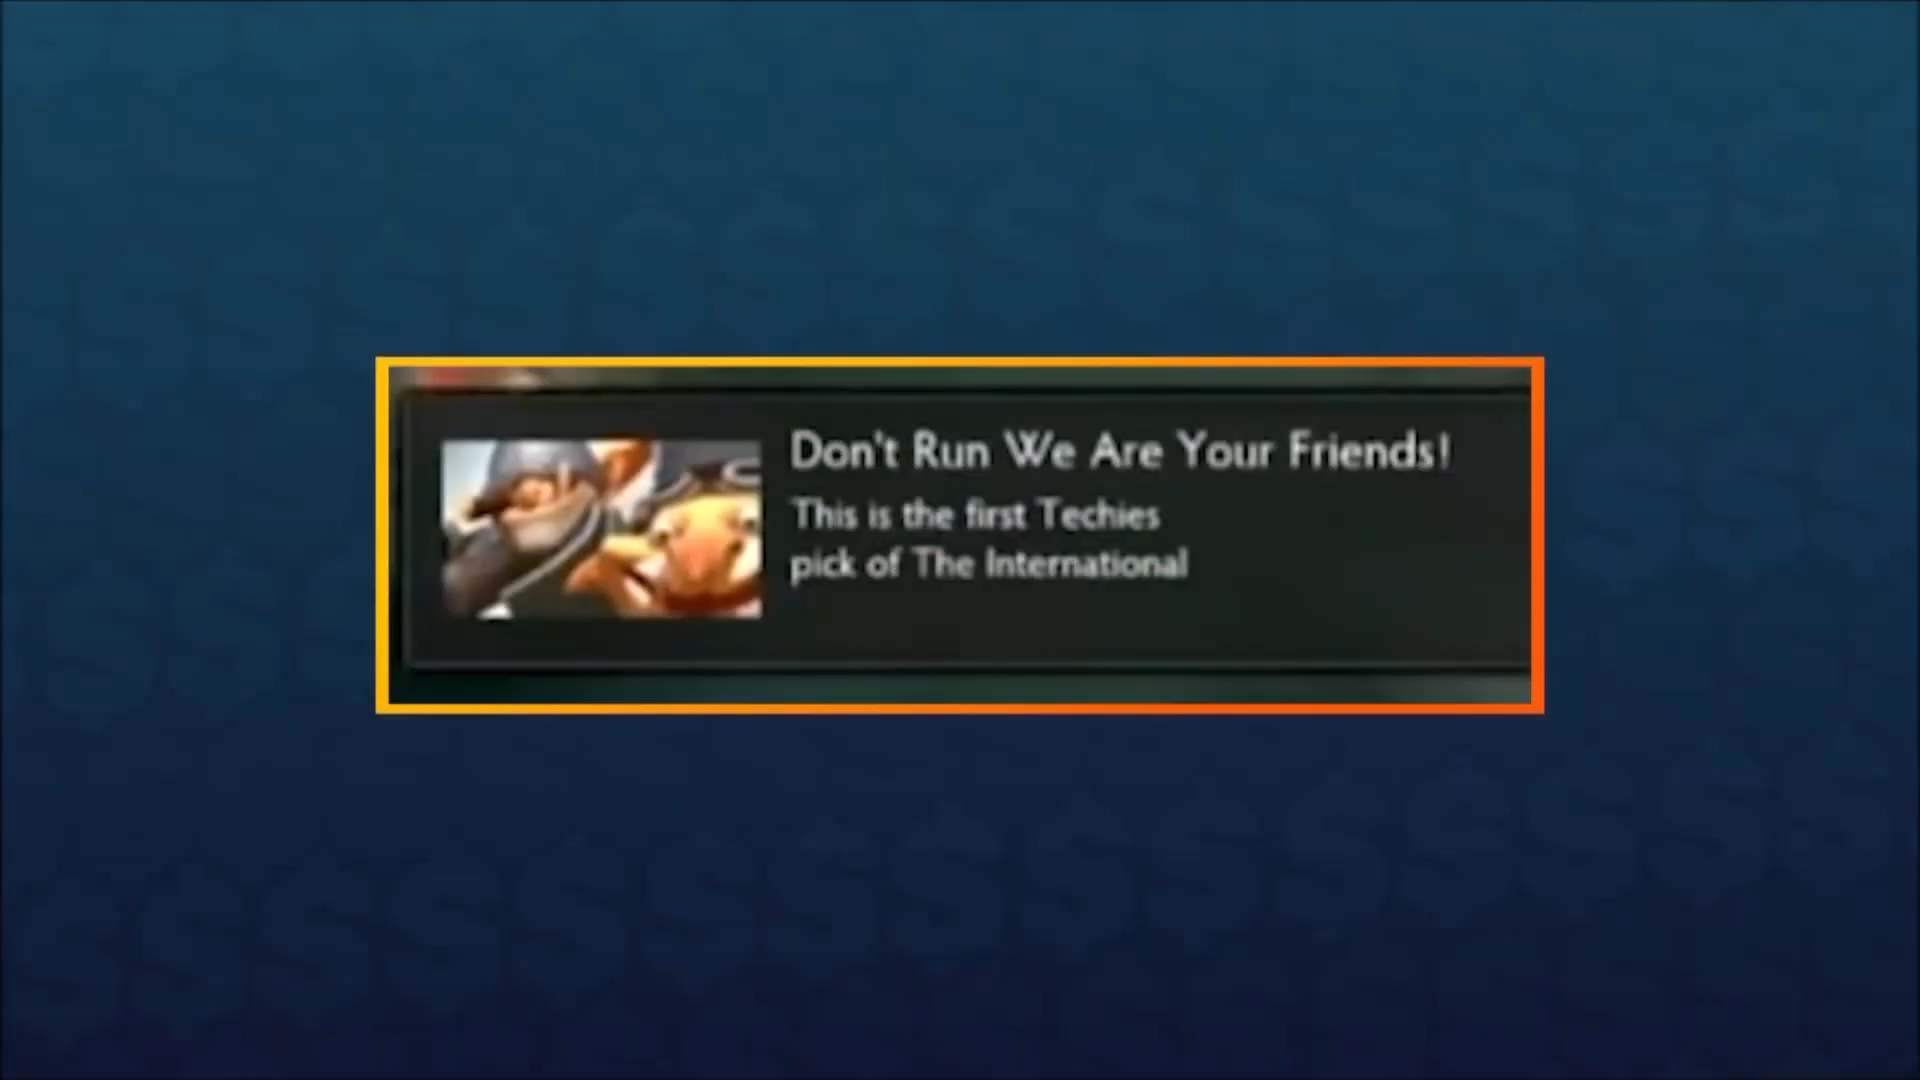 Don't Run We Are Your Friends!
This is the first Techies
pick of The International